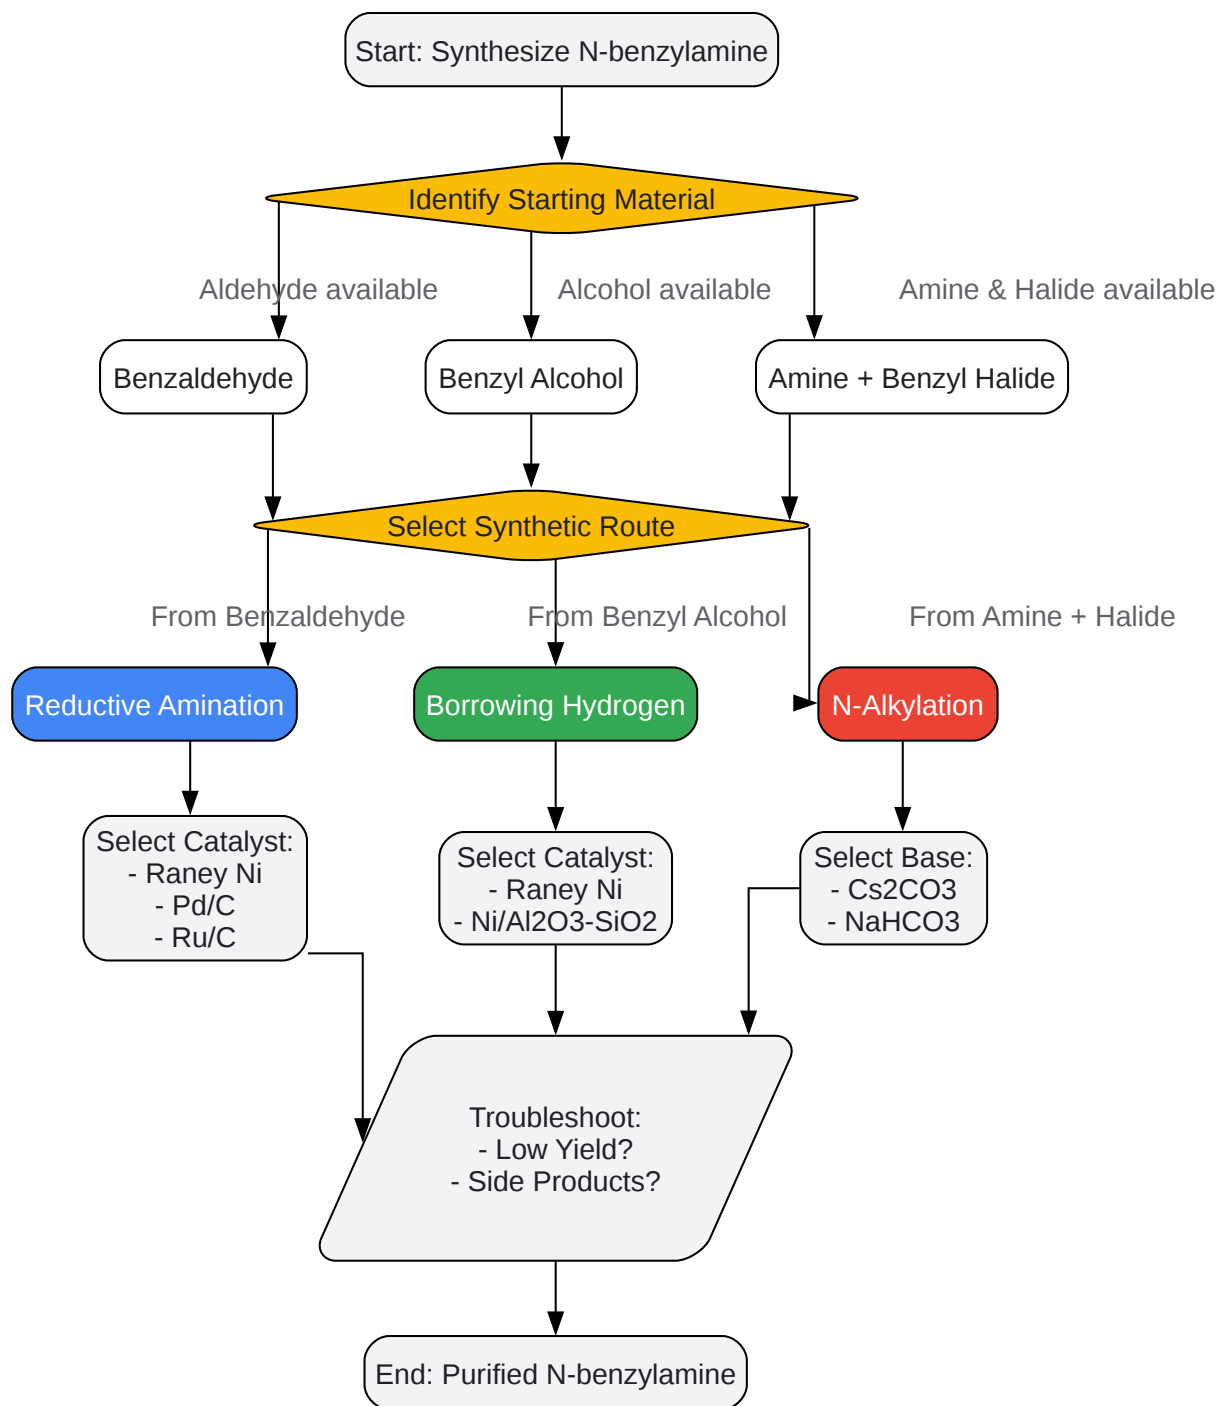 Start: Synthesize N-benzylamine
Identify Starting Material
Aldehyde available
Alcohol available
Amine & Halide available
Benzaldehyde
Benzyl Alcohol
Amine + Benzyl Halide
Select Synthetic Route
From Benzaldehyde
From Benzyl Alcohol
From Amine + Halide
Reductive Amination
Borrowing Hydrogen
N-Alkylation
Select Catalyst:
- Raney Ni
- Pd/C
- Ru/C
Select Catalyst:
- Raney Ni
- Ni/Al2O3-SiO2
Select Base:
- Cs2CO3
- NaHCO3
Troubleshoot:
- Low Yield?
- Side Products?
End: Purified N-benzylamine